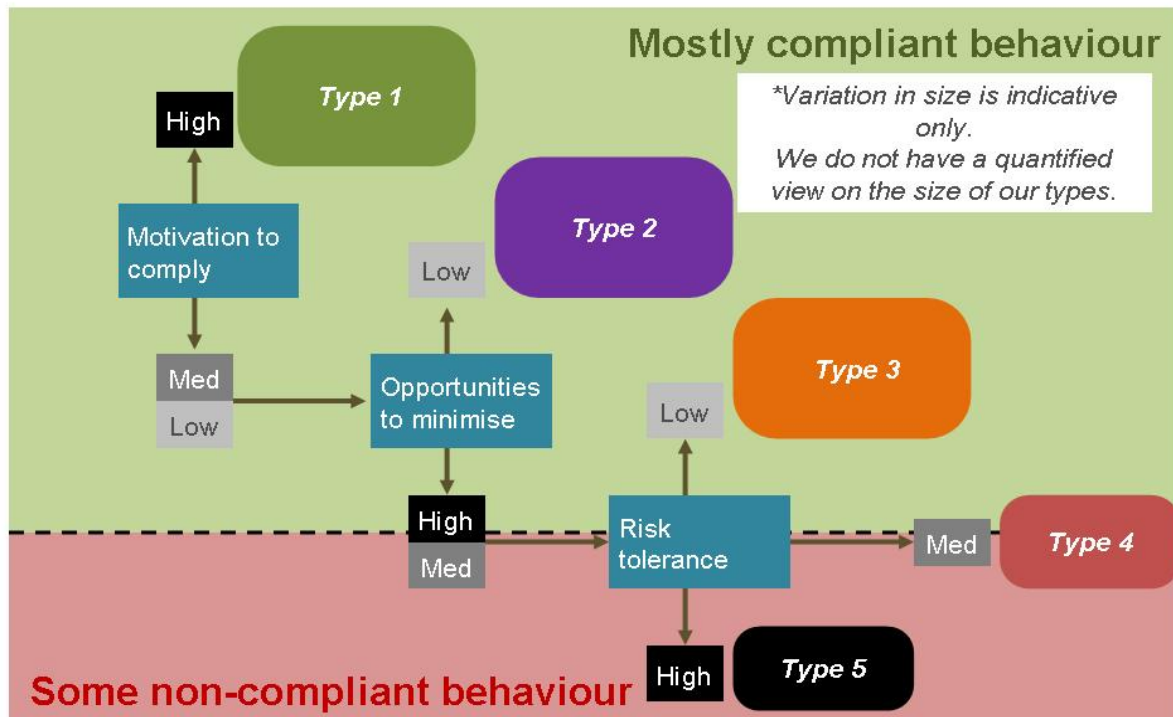 Mostly compliant behaviour
*Variation in size is indicative
only.
We do not have a quantified
view on the size of our types.
Type 1
High
Motivation to
comply
Type 2
Low
Med
Low
Opportunities
to minimise
Type 3
Low
High
Med
Risk
tolerance
Med
Type 4
High
Type 5
Some non-compliant behaviour